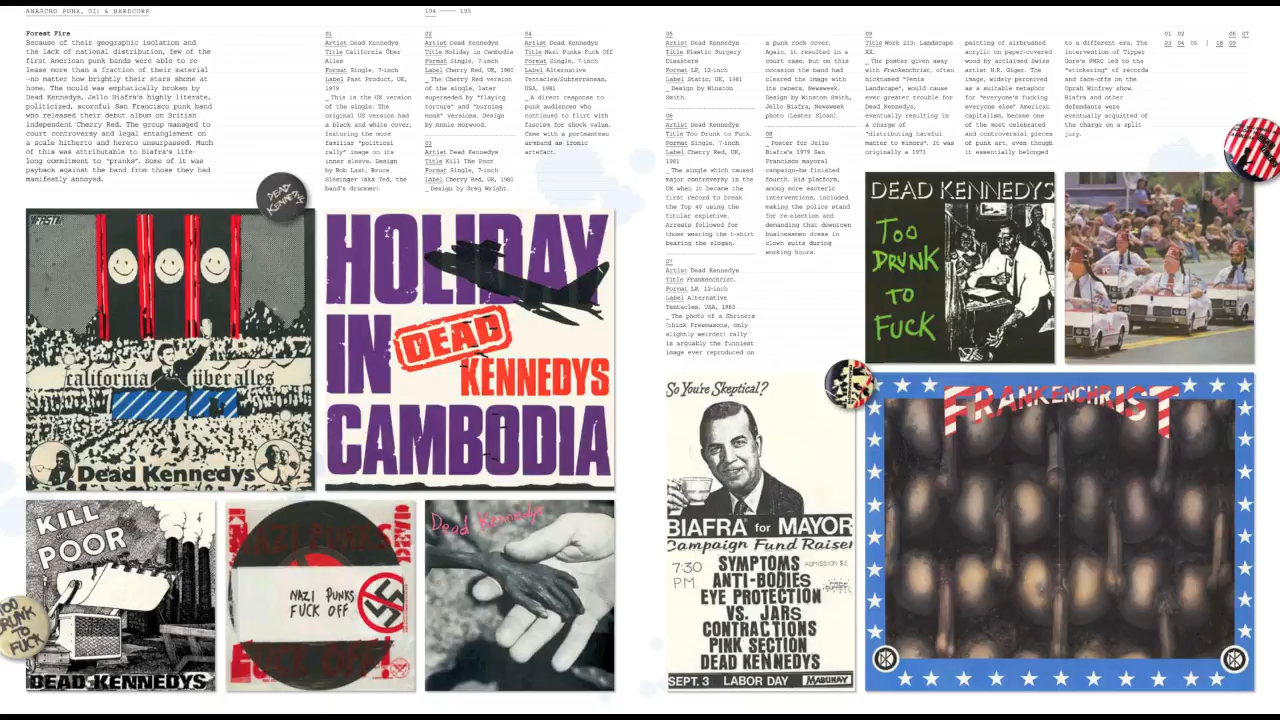 ANARCHO PUNK, OI! & HARDCORE
194 — 195
Forest Fire
Because of their geographic isolation and
the lack of national distribution, few of the
first American punk bands were able to re-
lease more than a fraction of their material
–no matter how brightly their stars shone at
home. The mould was emphatically broken by
Dead Kennedys, Jello Biafra's highly literate,
politicized, scornful San Francisco punk band
who released their debut album on British
independent Cherry Red. The group managed to
court controversy and legal entanglement on
a scale hitherto and hereto unsurpassed. Much
of this was attributable to Biafra's life-
long commitment to "pranks". Some of it was
payback against the band from those they had
manifestly annoyed.
01
Artist Dead Kennedys
Title California Über
Alles
Format Single, 7-inch
Label Fast Product, UK,
1979
_ This is the UK version
of the single. The
original US version had
a black and white cover,
featuring the more
familiar "political
rally" image on its
inner sleeve. Design
by Bob Last, Bruce
Slesinger (aka Ted, the
band's drummer).
02
Artist Dead Kennedys
Title Holiday in Cambodia
Format Single, 7-inch
Label Cherry Red, UK, 1980
_ The Cherry Red version
of the single, later
superseded by "flaying
torture" and "burning
monk" versions. Design
by Annie Norwood.
03
Artist Dead Kennedys
Title Kill The Poor
Format Single, 7-inch
Label Cherry Red, UK, 1980
_ Design by Greg Wright.
04
Artist Dead Kennedys
Title Nazi Punks Fuck Off
Format Single, 7-inch
Label Alternative
Tentacles/Subterranean,
USA, 1981
_ A direct response to
punk audiences who
continued to flirt with
fascism for shock value.
Came with a portmanteau
armband as ironic
artefact.
05
Artist Dead Kennedys
Title Plastic Surgery
Disasters
Format LP, 12-inch
Label Static, UK, 1981
_ Design by Winston
Smith.
06
Artist Dead Kennedys
Title Too Drunk to Fuck.
Format Single, 7-inch
Label Cherry Red, UK,
1981
_ The single which caused
major controversy in the
UK when it became the
first record to break
the Top 40 using the
titular expletive.
Arrests followed for
those wearing the t-shirt
bearing the slogan.
07
Artist Dead Kennedys
Title Frankenchrist.
Format LP, 12-inch
Label Alternative
Tentacles, USA, 1985
_ The photo of a Shriners
(think Freemasons, only
slightly weirder) rally
is arguably the funniest
image ever reproduced on
a punk rock cover.
Again, it resulted in a
court case, but on this
occasion the band had
cleared the image with
its owners, Newsweek.
Design by Winston Smith,
Jello Biafra, Newsweek
photo (Lester Sloan).
08
_ Poster for Jello
Biafra's 1979 San
Francisco mayoral
campaign–he finished
fourth. His platform,
among more esoteric
interventions, included
making the police stand
for re-election and
demanding that downtown
businessmen dress in
clown suits during
working hours.
09
Title Work 219: Landscape
XX.
_ The poster given away
with Frankenchrist, often
nicknamed "Penis
Landscape", would cause
ever greater trouble for
Dead Kennedys,
eventually resulting in
a charge of
"distributing harmful
matter to minors". It was
originally a 1973
painting of airbrushed
acrylic on paper-covered
wood by acclaimed Swiss
artist H.R. Giger. The
image, widely perceived
as a suitable metaphor
for "everyone's fucking
everyone else" American
capitalism, became one
of the most celebrated
and controversial pieces
of punk art, even though
it essentially belonged
to a different era. The
intervention of Tipper
Gore's PMRC led to the
"stickering" of records
and face-offs on the
Oprah Winfrey show.
Biafra and other
defendants were
eventually acquitted of
the charge on a split
jury.
01 02 06 07
03 04 05 | 08 09
DEAD
KENNEDYS
california über alles
Dead Kennedys
HOLIDAY
IN
DEAD
KENNEDYS
CAMBODIA
KILL
POOR
DEAD KENNEDYS
TOO
DRUNK
TO
FUCK
NAZI PUNKS
NAZI PUNKS
FUCK OFF
FUCK OFF!
Dead Kennedys
DEAD KENNEDYS
TOO
DRUNK
TO
FUCK
So You're Skeptical?
BIAFRA for MAYOR
Campaign Fund Raiser
7:30
P.M.
ADMISSION
SYMPTOMS
ANTI-BODIES
EYE PROTECTION
VS. JARS
CONTRACTIONS
PINK SECTION
DEAD KENNEDYS
SEPT. 3 LABOR DAY MABUHAY
FRANKENCHRIST